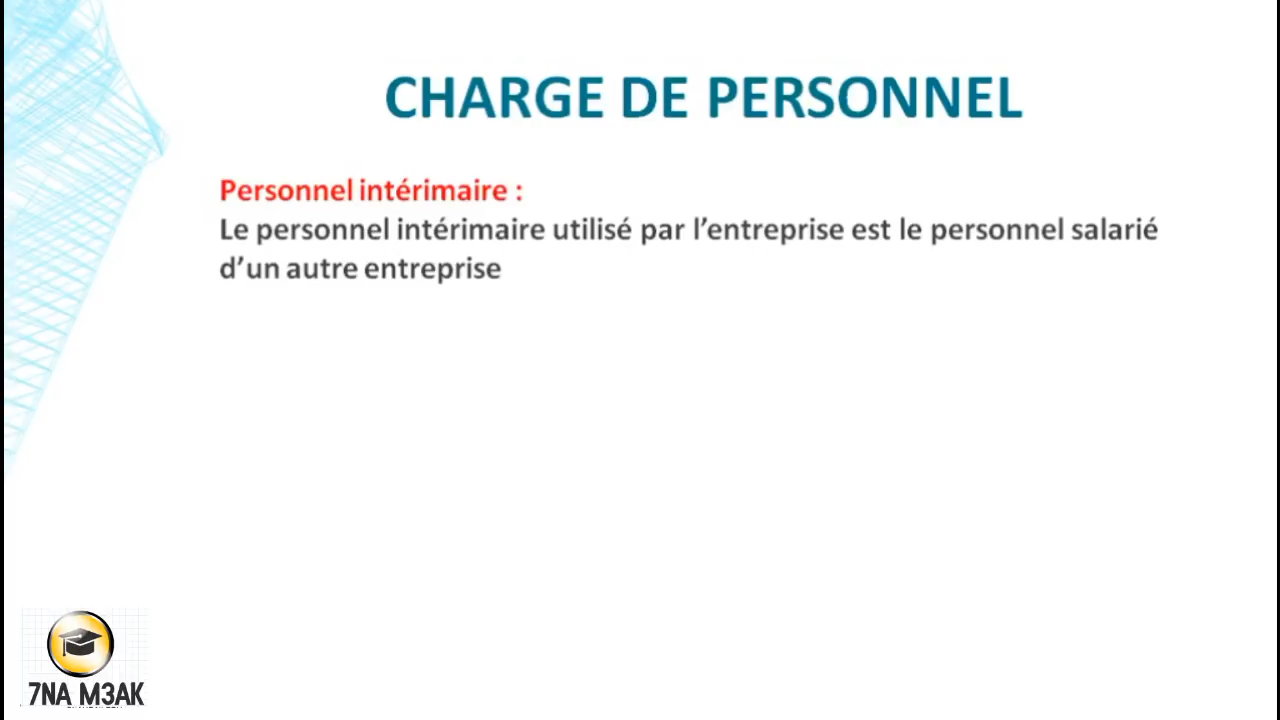 CHARGE DE PERSONNEL
Personnel intérimaire :
Le personnel intérimaire utilisé par l’entreprise est le personnel salarié
d’un autre entreprise
7NA M3AK